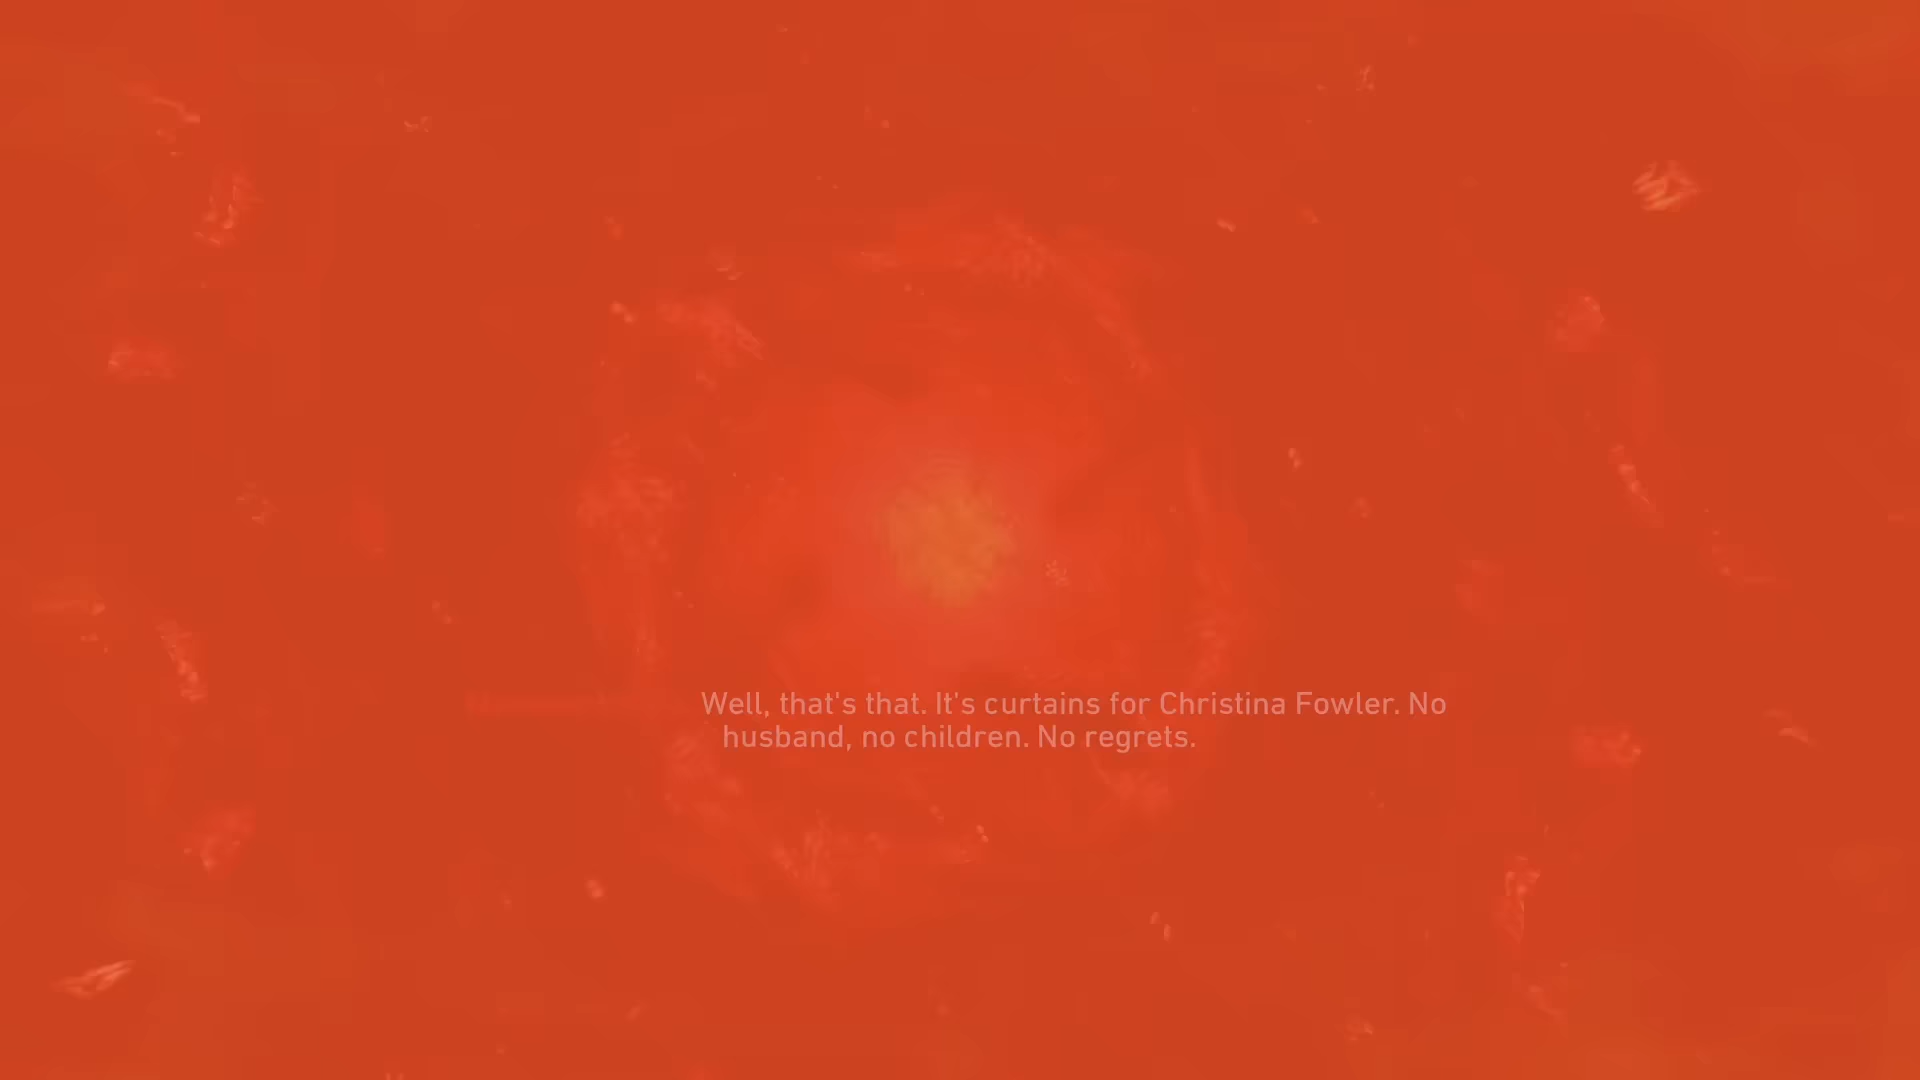 Well, that's that. It's curtains for Christina Fowler. No
husband, no children. No regrets.